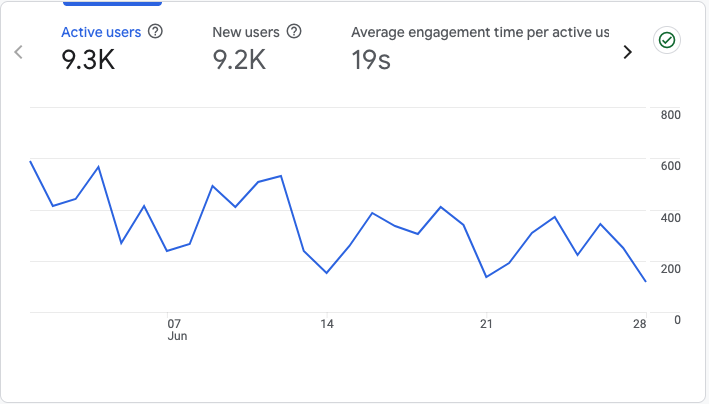 Active users
9.3K
New users
9.2K
Average engagement time per active us
19s
800
600
400
200
0
07
Jun
14
21
28